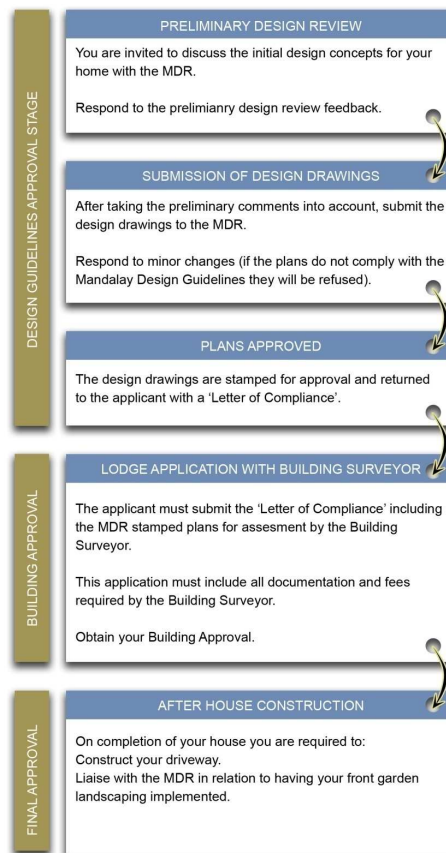 DESIGN GUIDELINES APPROVAL STAGE
PRELIMINARY DESIGN REVIEW
You are invited to discuss the initial design concepts for your
home with the MDR.
Respond to the prelimianry design review feedback.
SUBMISSION OF DESIGN DRAWINGS
After taking the preliminary comments into account, submit the
design drawings to the MDR.
Respond to minor changes (if the plans do not comply with the
Mandalay Design Guidelines they will be refused).
PLANS APPROVED
The design drawings are stamped for approval and returned
to the applicant with a ‘Letter of Compliance’.
BUILDING APPROVAL
LODGE APPLICATION WITH BUILDING SURVEYOR
The applicant must submit the ‘Letter of Compliance’ including
the MDR stamped plans for assesment by the Building
Surveyor.
This application must include all documentation and fees
required by the Building Surveyor.
Obtain your Building Approval.
FINAL APPROVAL
AFTER HOUSE CONSTRUCTION
On completion of your house you are required to:
Construct your driveway.
Liaise with the MDR in relation to having your front garden
landscaping implemented.